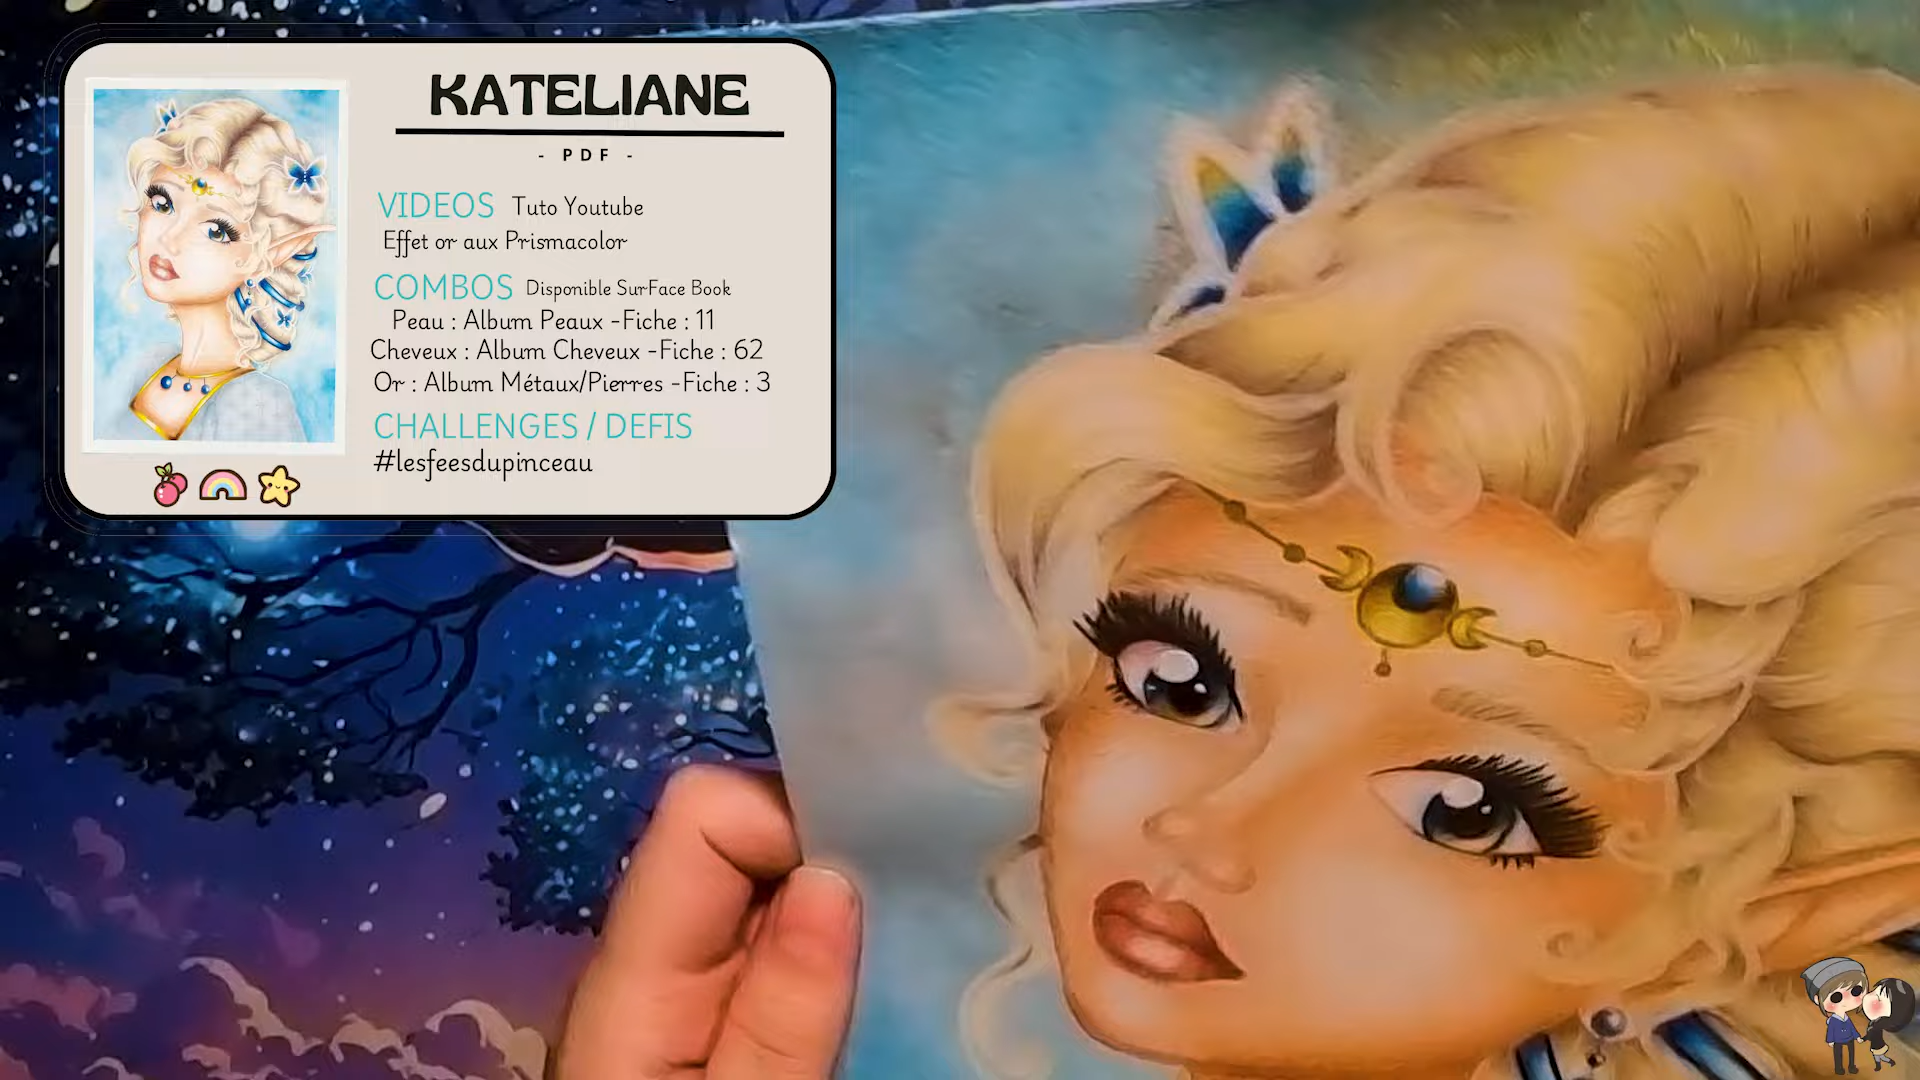 KATELIANE
- PDF -
VIDEOS Tuto Youtube
Effet or aux Prismacolor
COMBOS Disponible SurFace Book
Peau : Album Peaux -Fiche : 11
Cheveux : Album Cheveux -Fiche : 62
Or : Album Métaux/Pierres -Fiche : 3
CHALLENGES / DEFIS
#lesfeesdupinceau